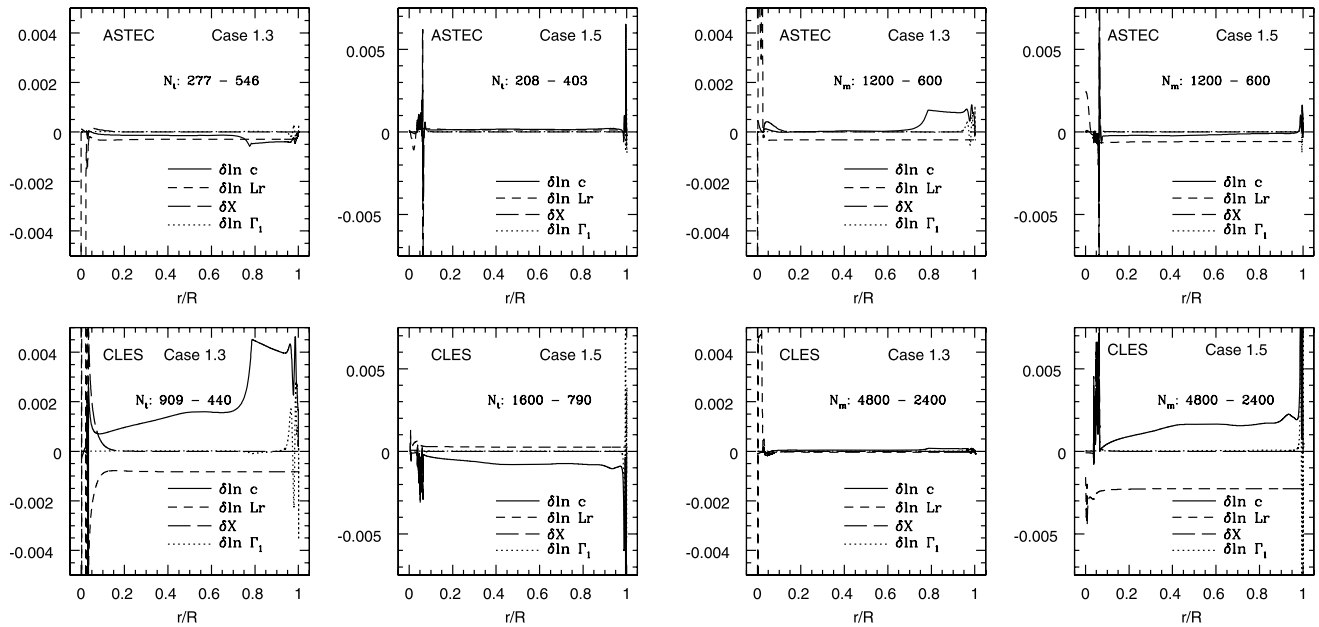 ASTEC Case 1.3
N_t: 277 – 546
0.004
0.002
0
-0.002
-0.004
δln c
δln Lr
δX
δln Γ_1
0 0.2 0.4 0.6 0.8 1
r/R
ASTEC Case 1.5
N_t: 208 – 403
0.005
0
-0.005
δln c
δln Lr
δX
δln Γ_1
0 0.2 0.4 0.6 0.8 1
r/R
ASTEC Case 1.3
N_m: 1200 – 600
0.004
0.002
0
-0.002
-0.004
δln c
δln Lr
δX
δln Γ_1
0 0.2 0.4 0.6 0.8 1
r/R
ASTEC Case 1.5
N_m: 1200 – 600
0.005
0
-0.005
δln c
δln Lr
δX
δln Γ_1
0 0.2 0.4 0.6 0.8 1
r/R
CLES Case 1.3
N_t: 909 – 440
0.004
0.002
0
-0.002
-0.004
δln c
δln Lr
δX
δln Γ_1
0 0.2 0.4 0.6 0.8 1
r/R
CLES Case 1.5
N_t: 1600 – 790
0.005
0
-0.005
δln c
δln Lr
δX
δln Γ_1
0 0.2 0.4 0.6 0.8 1
r/R
CLES Case 1.3
N_m: 4800 – 2400
0.004
0.002
0
-0.002
-0.004
δln c
δln Lr
δX
δln Γ_1
0 0.2 0.4 0.6 0.8 1
r/R
CLES Case 1.5
N_m: 4800 – 2400
0.005
0
-0.005
δln c
δln Lr
δX
δln Γ_1
0 0.2 0.4 0.6 0.8 1
r/R